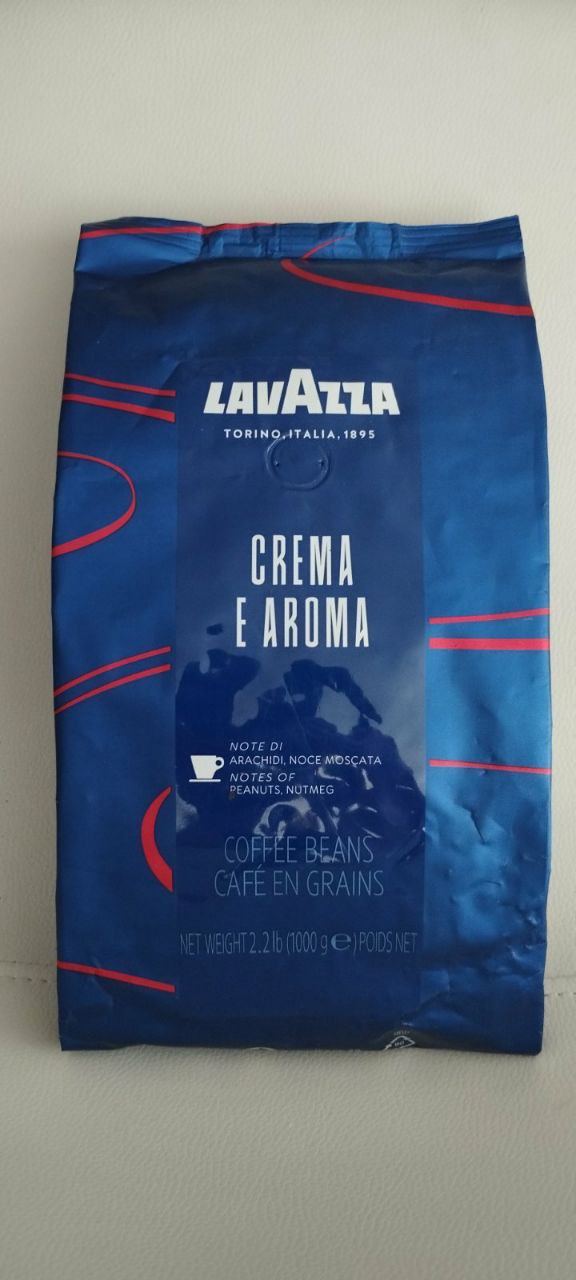 LAVAZZA
TORINO, ITALIA, 1895
CREMA
E AROMA
NOTE DI
ARACHIDI, NOCE MOSCATA
NOTES OF
PEANUTS, NUTMEG
COFFEE BEANS
CAFÉ EN GRAINS
NET WEIGHT 2.2 lb (1000 g ℮) POIDS NET